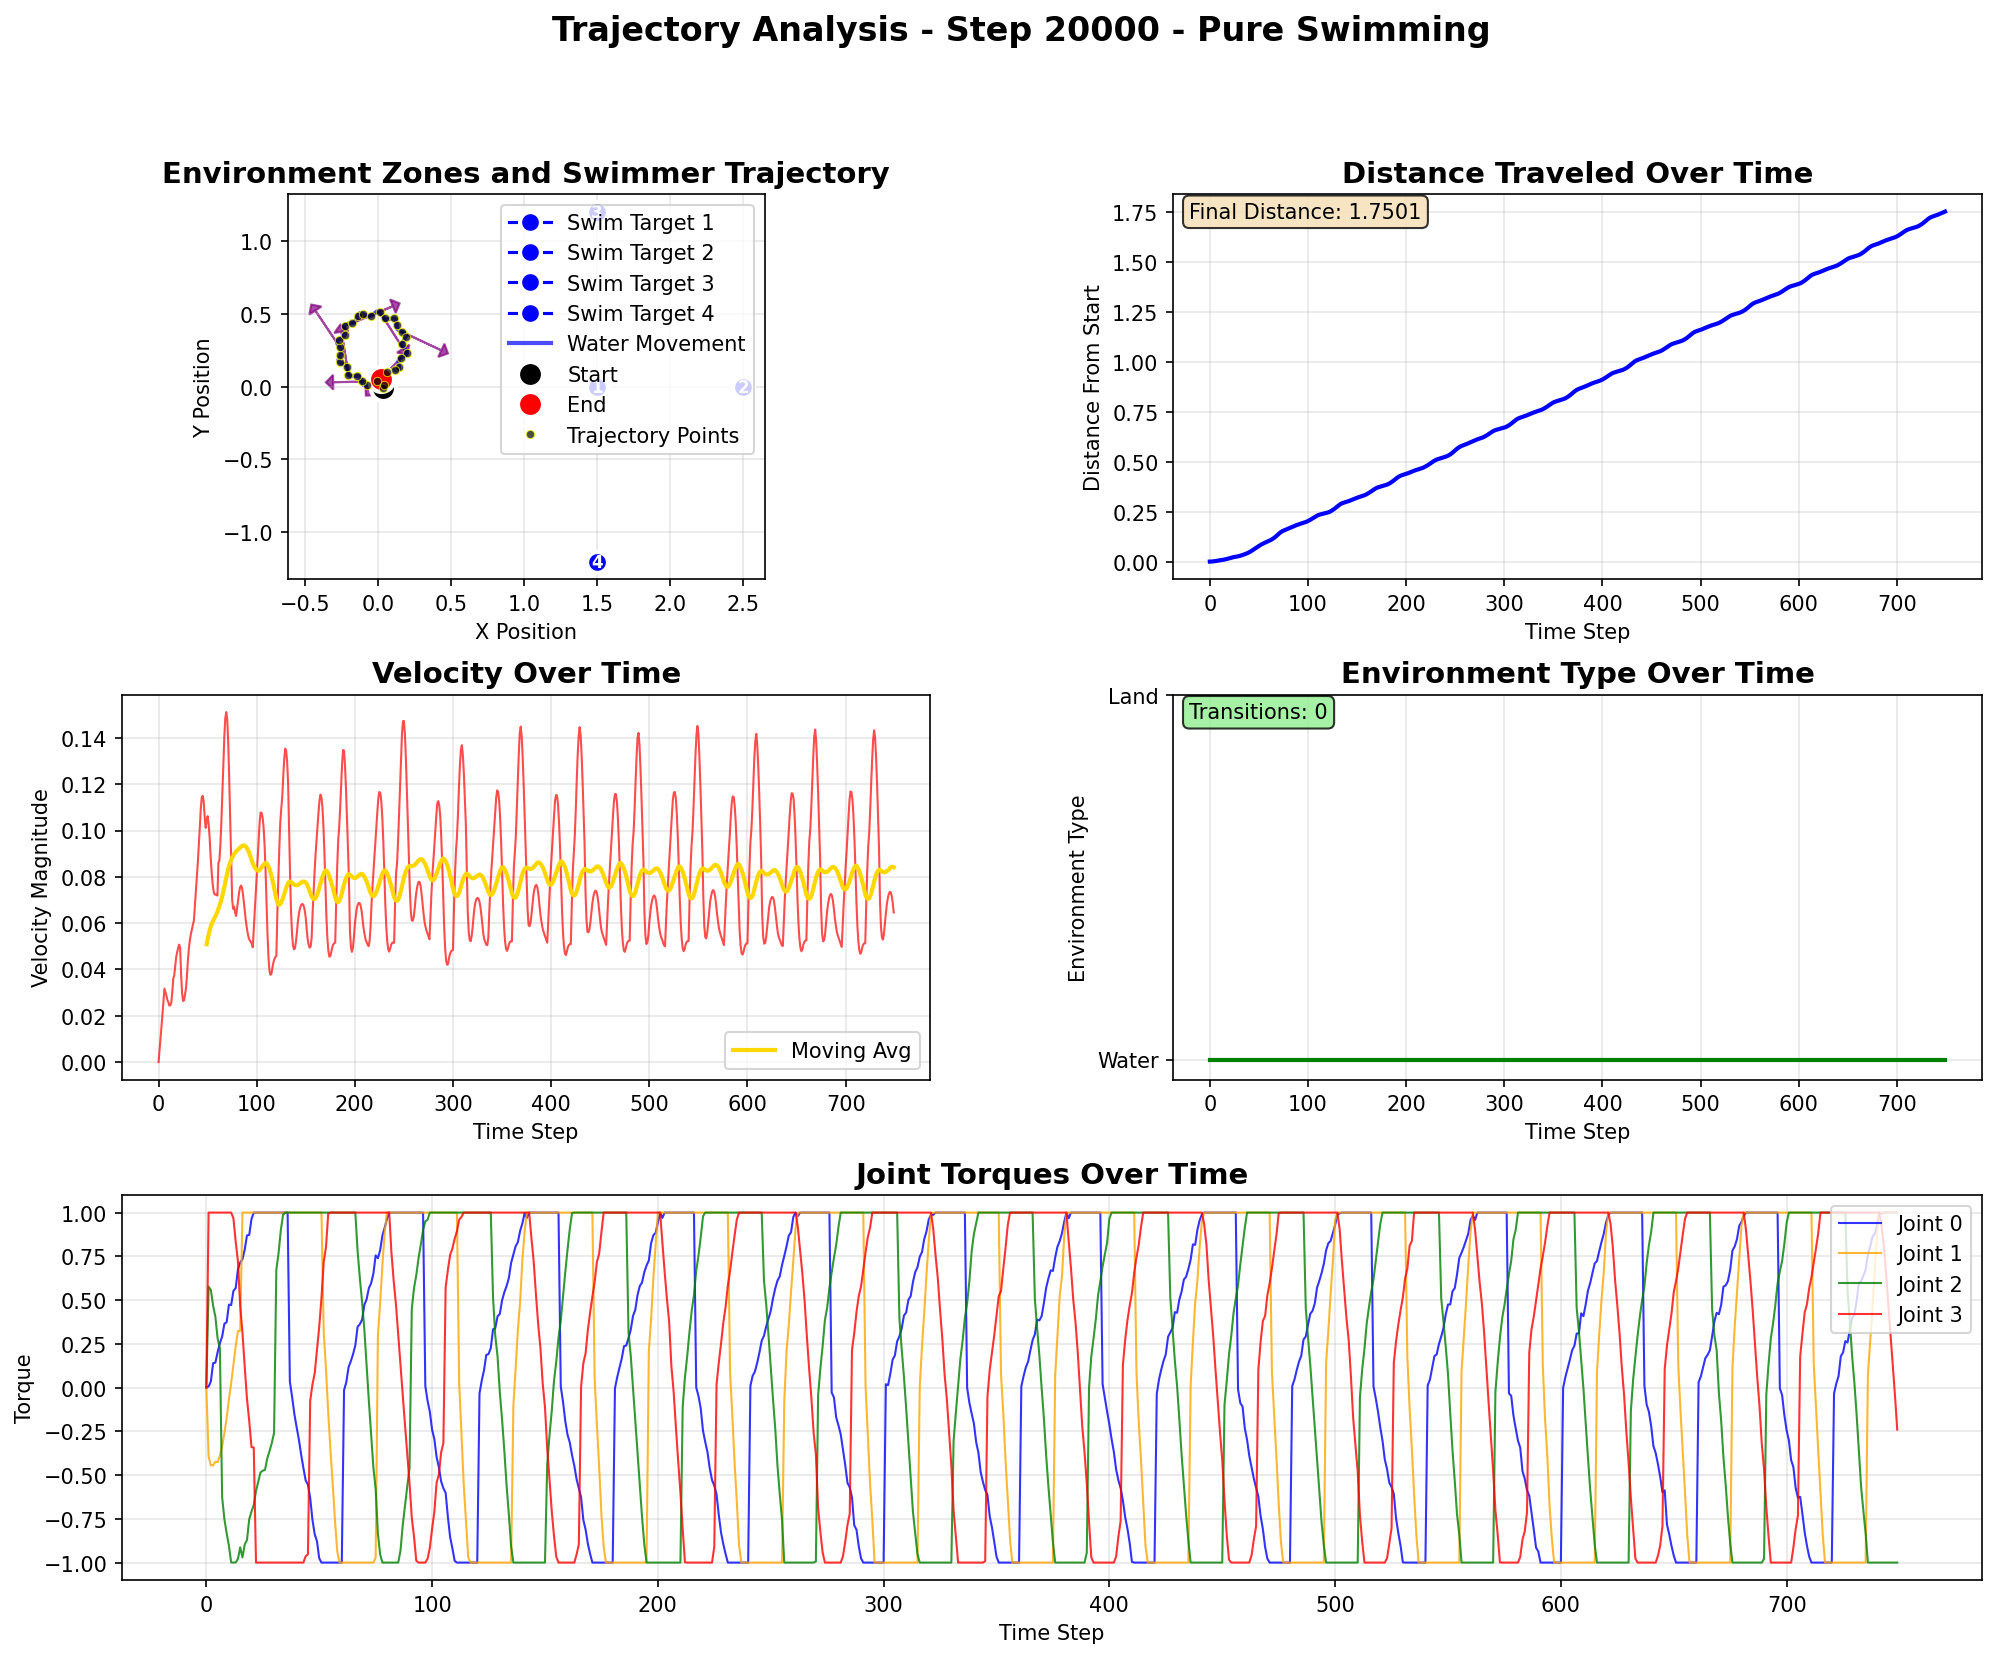 Trajectory Analysis - Step 20000 - Pure Swimming
Environment Zones and Swimmer Trajectory
Swim Target 1
Swim Target 2
Swim Target 3
Swim Target 4
Water Movement
Start
End
Trajectory Points
3
1
2
4
1.0
0.5
0.0
−0.5
−1.0
Y Position
−0.5 0.0 0.5 1.0 1.5 2.0 2.5
X Position
Distance Traveled Over Time
Final Distance: 1.7501
1.75
1.50
1.25
1.00
0.75
0.50
0.25
0.00
Distance From Start
0 100 200 300 400 500 600 700
Time Step
Velocity Over Time
0.14
0.12
0.10
0.08
0.06
0.04
0.02
0.00
Velocity Magnitude
Moving Avg
0 100 200 300 400 500 600 700
Time Step
Environment Type Over Time
Land
Transitions: 0
Environment Type
Water
0 100 200 300 400 500 600 700
Time Step
Joint Torques Over Time
1.00
0.75
0.50
0.25
0.00
−0.25
−0.50
−0.75
−1.00
Torque
Joint 0
Joint 1
Joint 2
Joint 3
0 100 200 300 400 500 600 700
Time Step